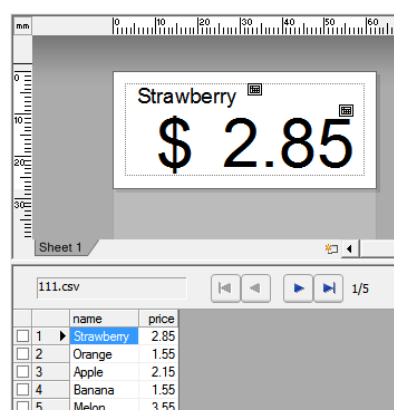 mm
0 10 20 30 40 50 60
0
10
20
30
Strawberry
$ 2.85
Sheet 1
111.csv
1/5
name price
1 Strawberry 2.85
2 Orange 1.55
3 Apple 2.15
4 Banana 1.55
5 Melon 3.55